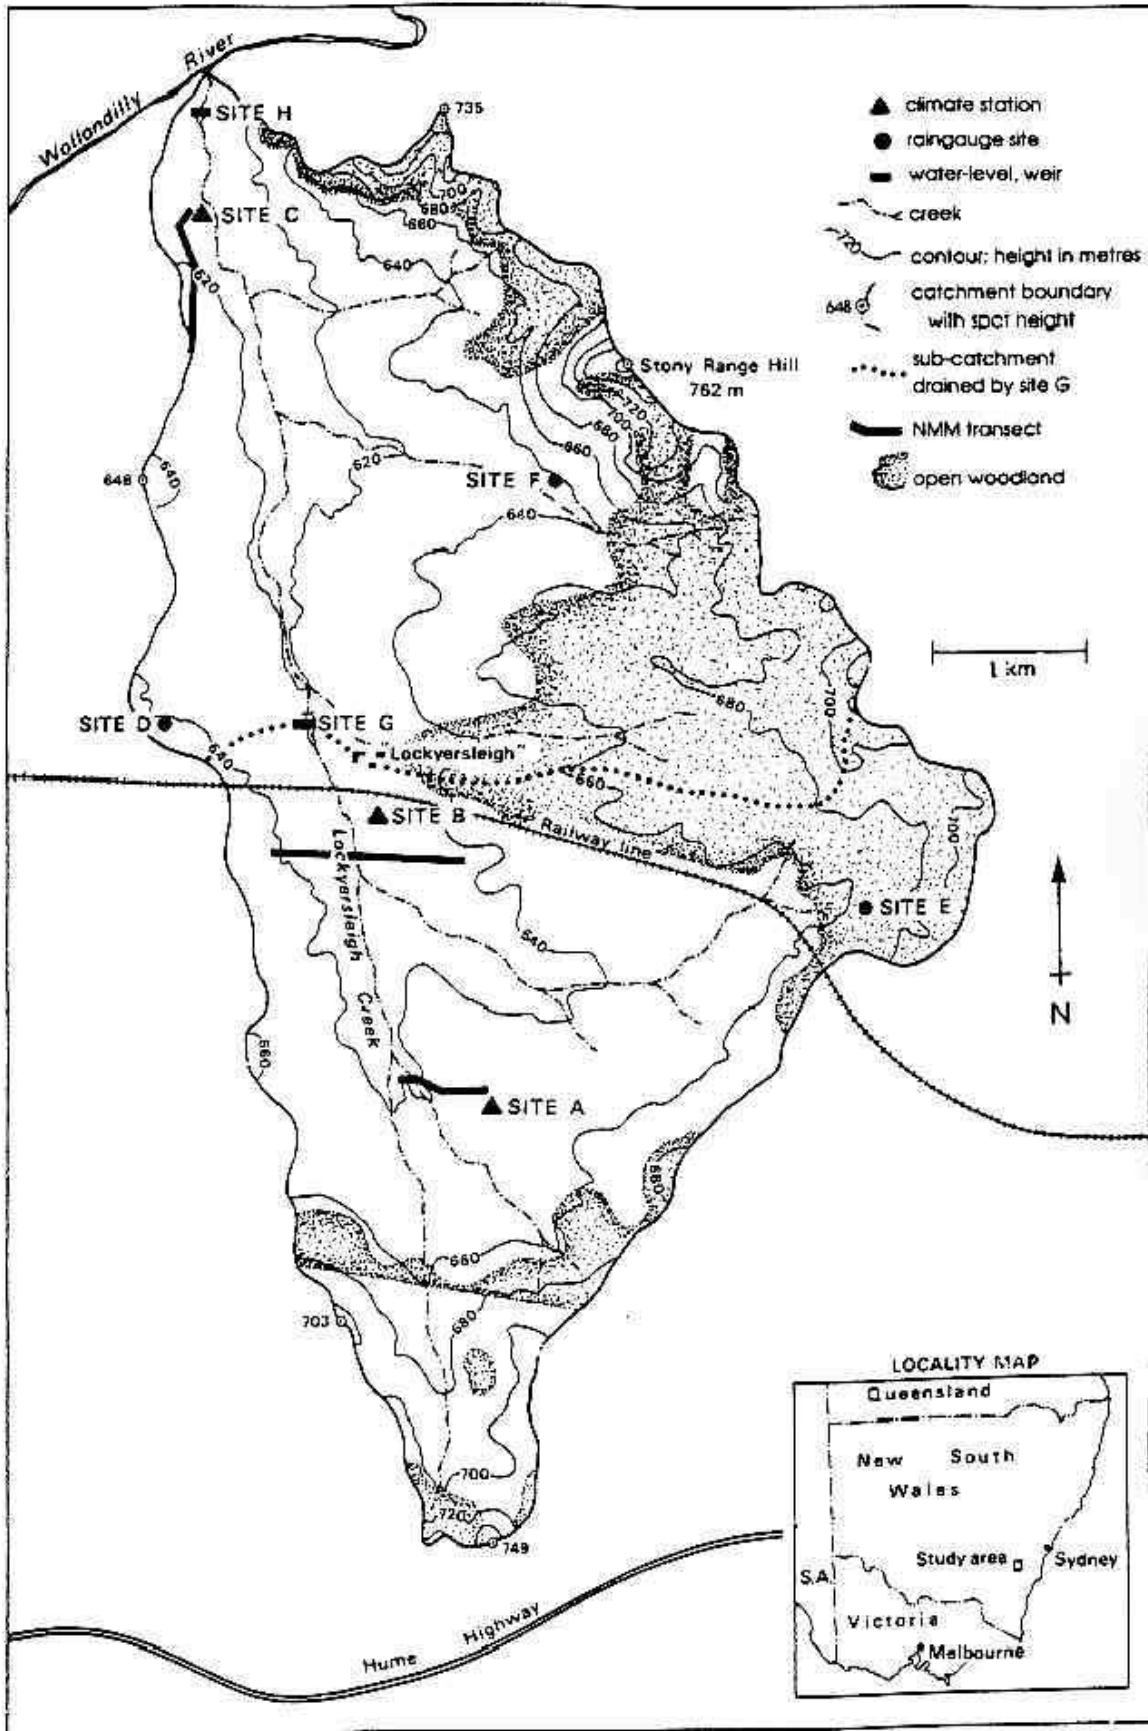 Wollondilly River
SITE H
735
climate station
raingauge site
water-level, weir
creek
720
contour; height in metres
648
catchment boundary
with spot height
sub-catchment
drained by site G
NMM transect
open woodland
700
680
660
SITE C
640
620
Stony Range Hill
762 m
720
700
680
660
620
SITE F
648
640
640
1 km
680
700
SITE D
SITE G
640
"Lockyersleigh"
660
SITE B
Railway line
700
Lockyersleigh Creek
SITE E
640
N
660
SITE A
680
660
703
680
700
720
749
LOCALITY MAP
Queensland
New South
Wales
Study area
Sydney
S.A.
Victoria
Melbourne
Hume Highway